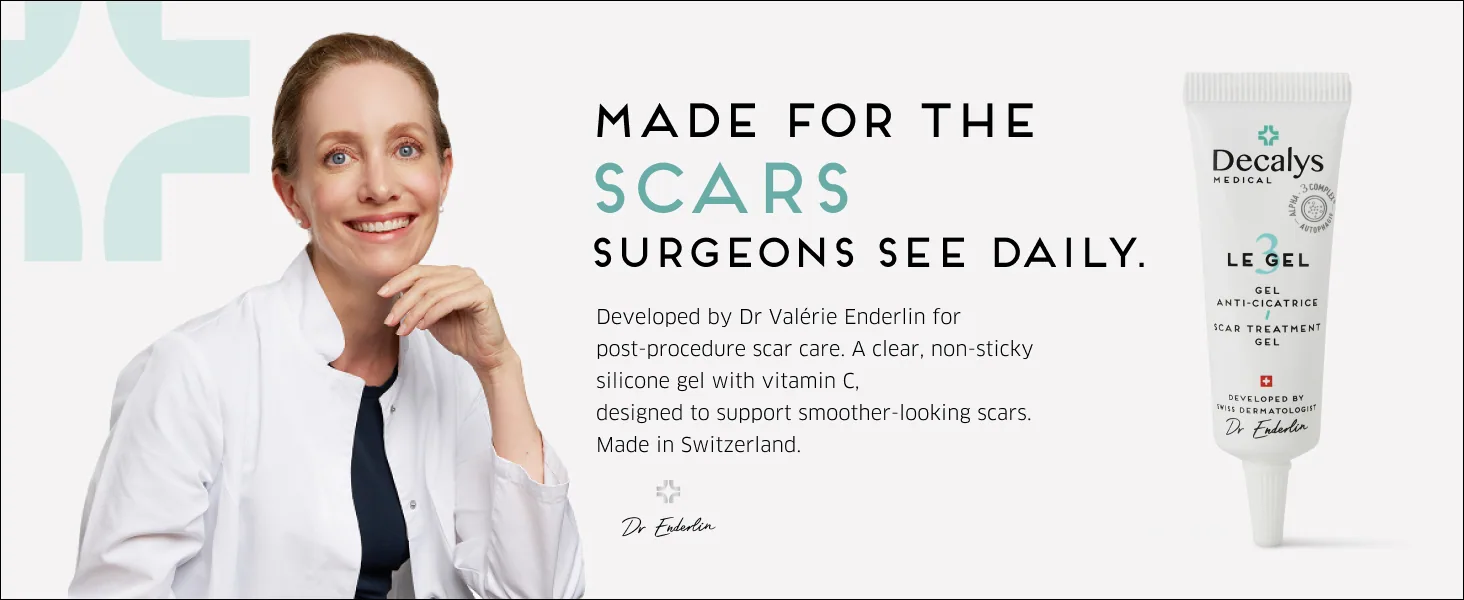 MADE FOR THE
SCARS
SURGEONS SEE DAILY.
Developed by Dr Valérie Enderlin for
post-procedure scar care. A clear, non-sticky
silicone gel with vitamin C,
designed to support smoother-looking scars.
Made in Switzerland.
Dr Enderlin
Decalys
MEDICAL
ALPHA · 3 COMPLEX
AUTOPHAGIE
3
LE GEL
GEL
ANTI-CICATRICE
/
SCAR TREATMENT
GEL
DEVELOPED BY
SWISS DERMATOLOGIST
Dr Enderlin